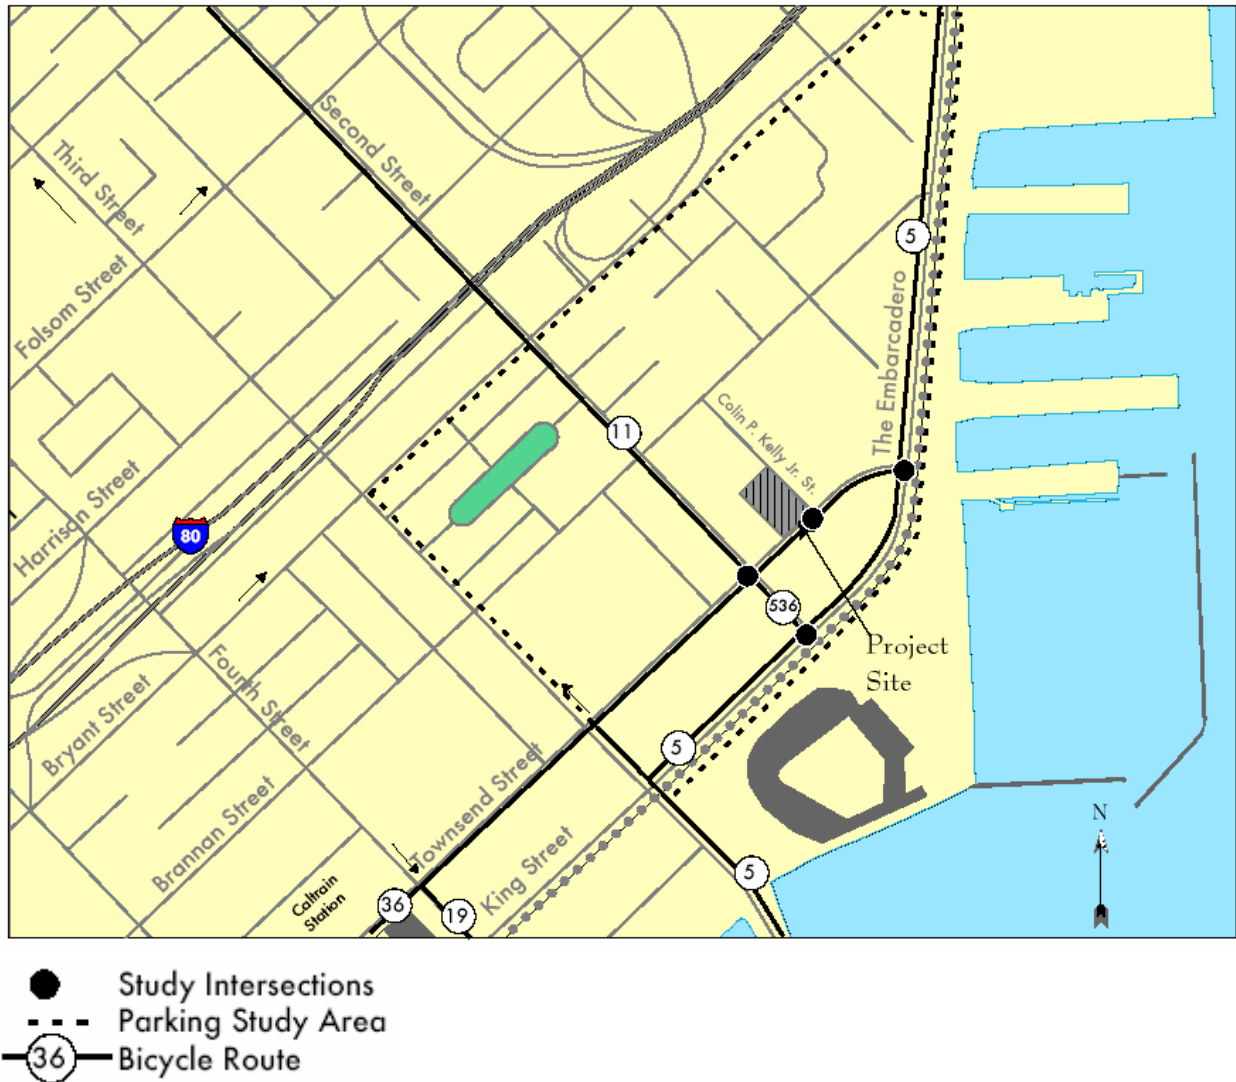 Second Street
Third Street
5
Folsom Street
The Embarcadero
Colin P. Kelly Jr. St.
11
Harrison Street
80
536
Project
Site
Fourth Street
Bryant Street
5
Townsend Street
Brannan Street
King Street
N
5
Caltrain
Station
36
19
Study Intersections
Parking Study Area
36
Bicycle Route